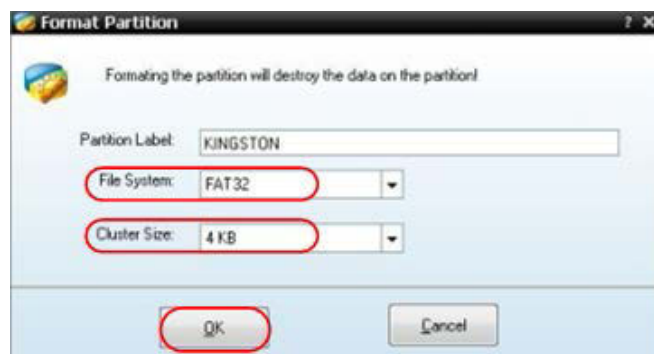 Format Partition ? X
Formating the partition will destroy the data on the partition!
Partition Label: KINGSTON
File System: FAT32
Cluster Size: 4 KB
OK Cancel